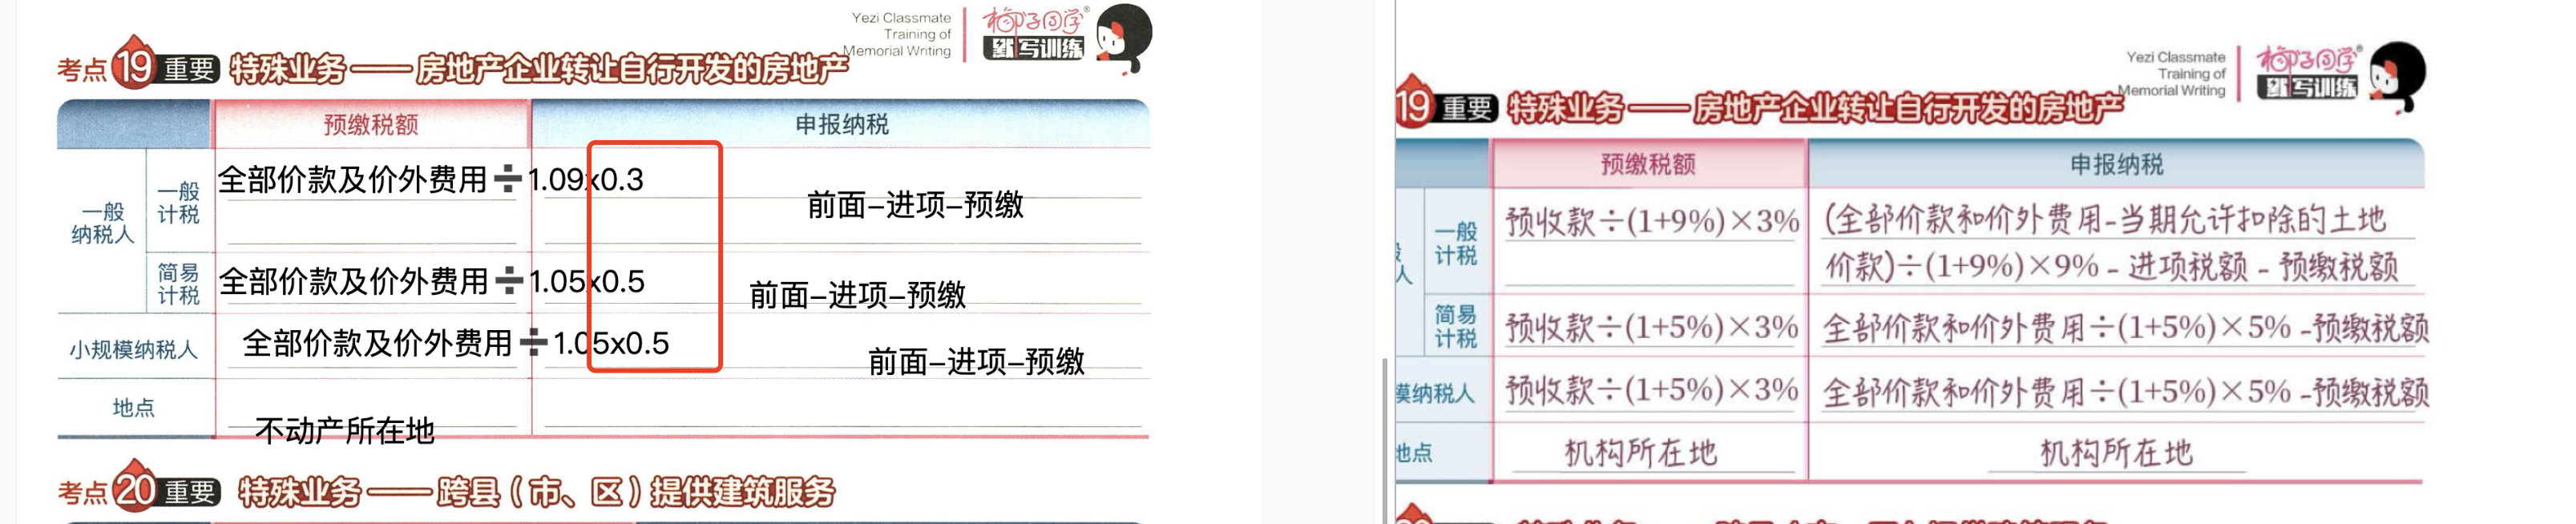 Yezi Classmate
Training of
Memorial Writing
椰子同学
默写训练
考点 19 重要 特殊业务——房地产企业转让自行开发的房地产
预缴税额 申报纳税
一般纳税人 一般计税 全部价款及价外费用÷1.09x0.3 前面-进项-预缴
简易计税 全部价款及价外费用÷1.05x0.5 前面-进项-预缴
小规模纳税人 全部价款及价外费用÷1.05x0.5 前面-进项-预缴
地点 不动产所在地
考点 20 重要 特殊业务——跨县（市、区）提供建筑服务
Yezi Classmate
Training of
Memorial Writing
椰子同学
默写训练
19 重要 特殊业务——房地产企业转让自行开发的房地产
预缴税额 申报纳税
人 一般计税 预收款÷(1+9%)×3% (全部价款和价外费用-当期允许扣除的土地
价款)÷(1+9%)×9% - 进项税额 - 预缴税额
简易计税 预收款÷(1+5%)×3% 全部价款和价外费用÷(1+5%)×5% -预缴税额
模纳税人 预收款÷(1+5%)×3% 全部价款和价外费用÷(1+5%)×5% -预缴税额
地点 机构所在地 机构所在地